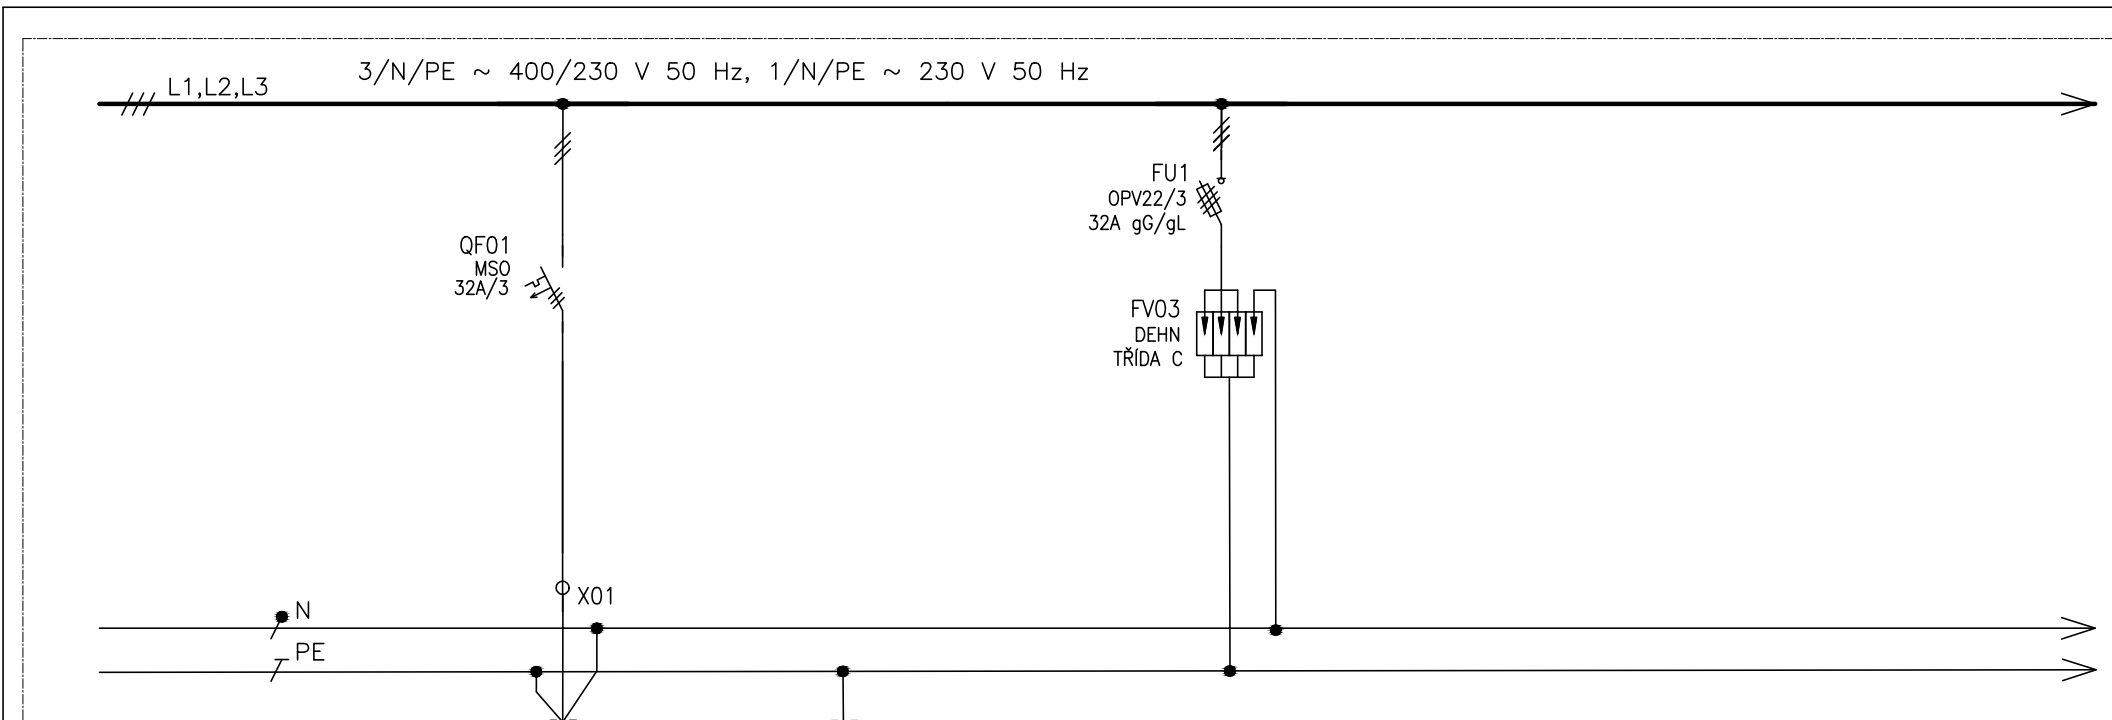 3/N/PE ~ 400/230 V 50 Hz, 1/N/PE ~ 230 V 50 Hz
L1,L2,L3
FU1
OPV22/3
32A gG/gL
QF01
MSO
32A/3
FV03
DEHN
TŘÍDA C
X01
N
PE